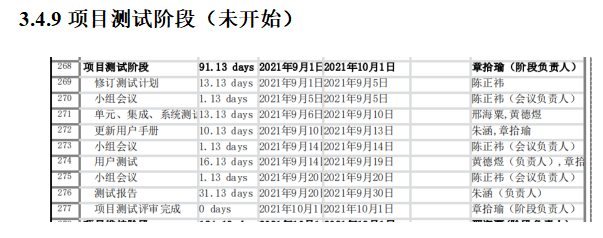 3.4.9 项目测试阶段（未开始）
268 项目测试阶段 91.13 days 2021年9月1日 2021年10月1日 章拾瑜（阶段负责人）
269 修订测试计划 13.13 days 2021年9月1日 2021年9月5日 陈正祎
270 小组会议 1.13 days 2021年9月5日 2021年9月5日 陈正祎（会议负责人）
271 单元、集成、系统测试 13.13 days 2021年9月6日 2021年9月10日 邢海粟,黄德煜
272 更新用户手册 10.13 days 2021年9月10 2021年9月13日 朱涵,章拾瑜
273 小组会议 1.13 days 2021年9月14 2021年9月14日 陈正祎（会议负责人）
274 用户测试 16.13 days 2021年9月14 2021年9月19日 黄德煜（负责人）,章拾
275 小组会议 1.13 days 2021年9月20 2021年9月20日 陈正祎（会议负责人）
276 测试报告 31.13 days 2021年9月20 2021年9月30日 朱涵（负责人）
277 项目测试评审完成 0 days 2021年10月1 2021年10月1日 章拾瑜（阶段负责人）